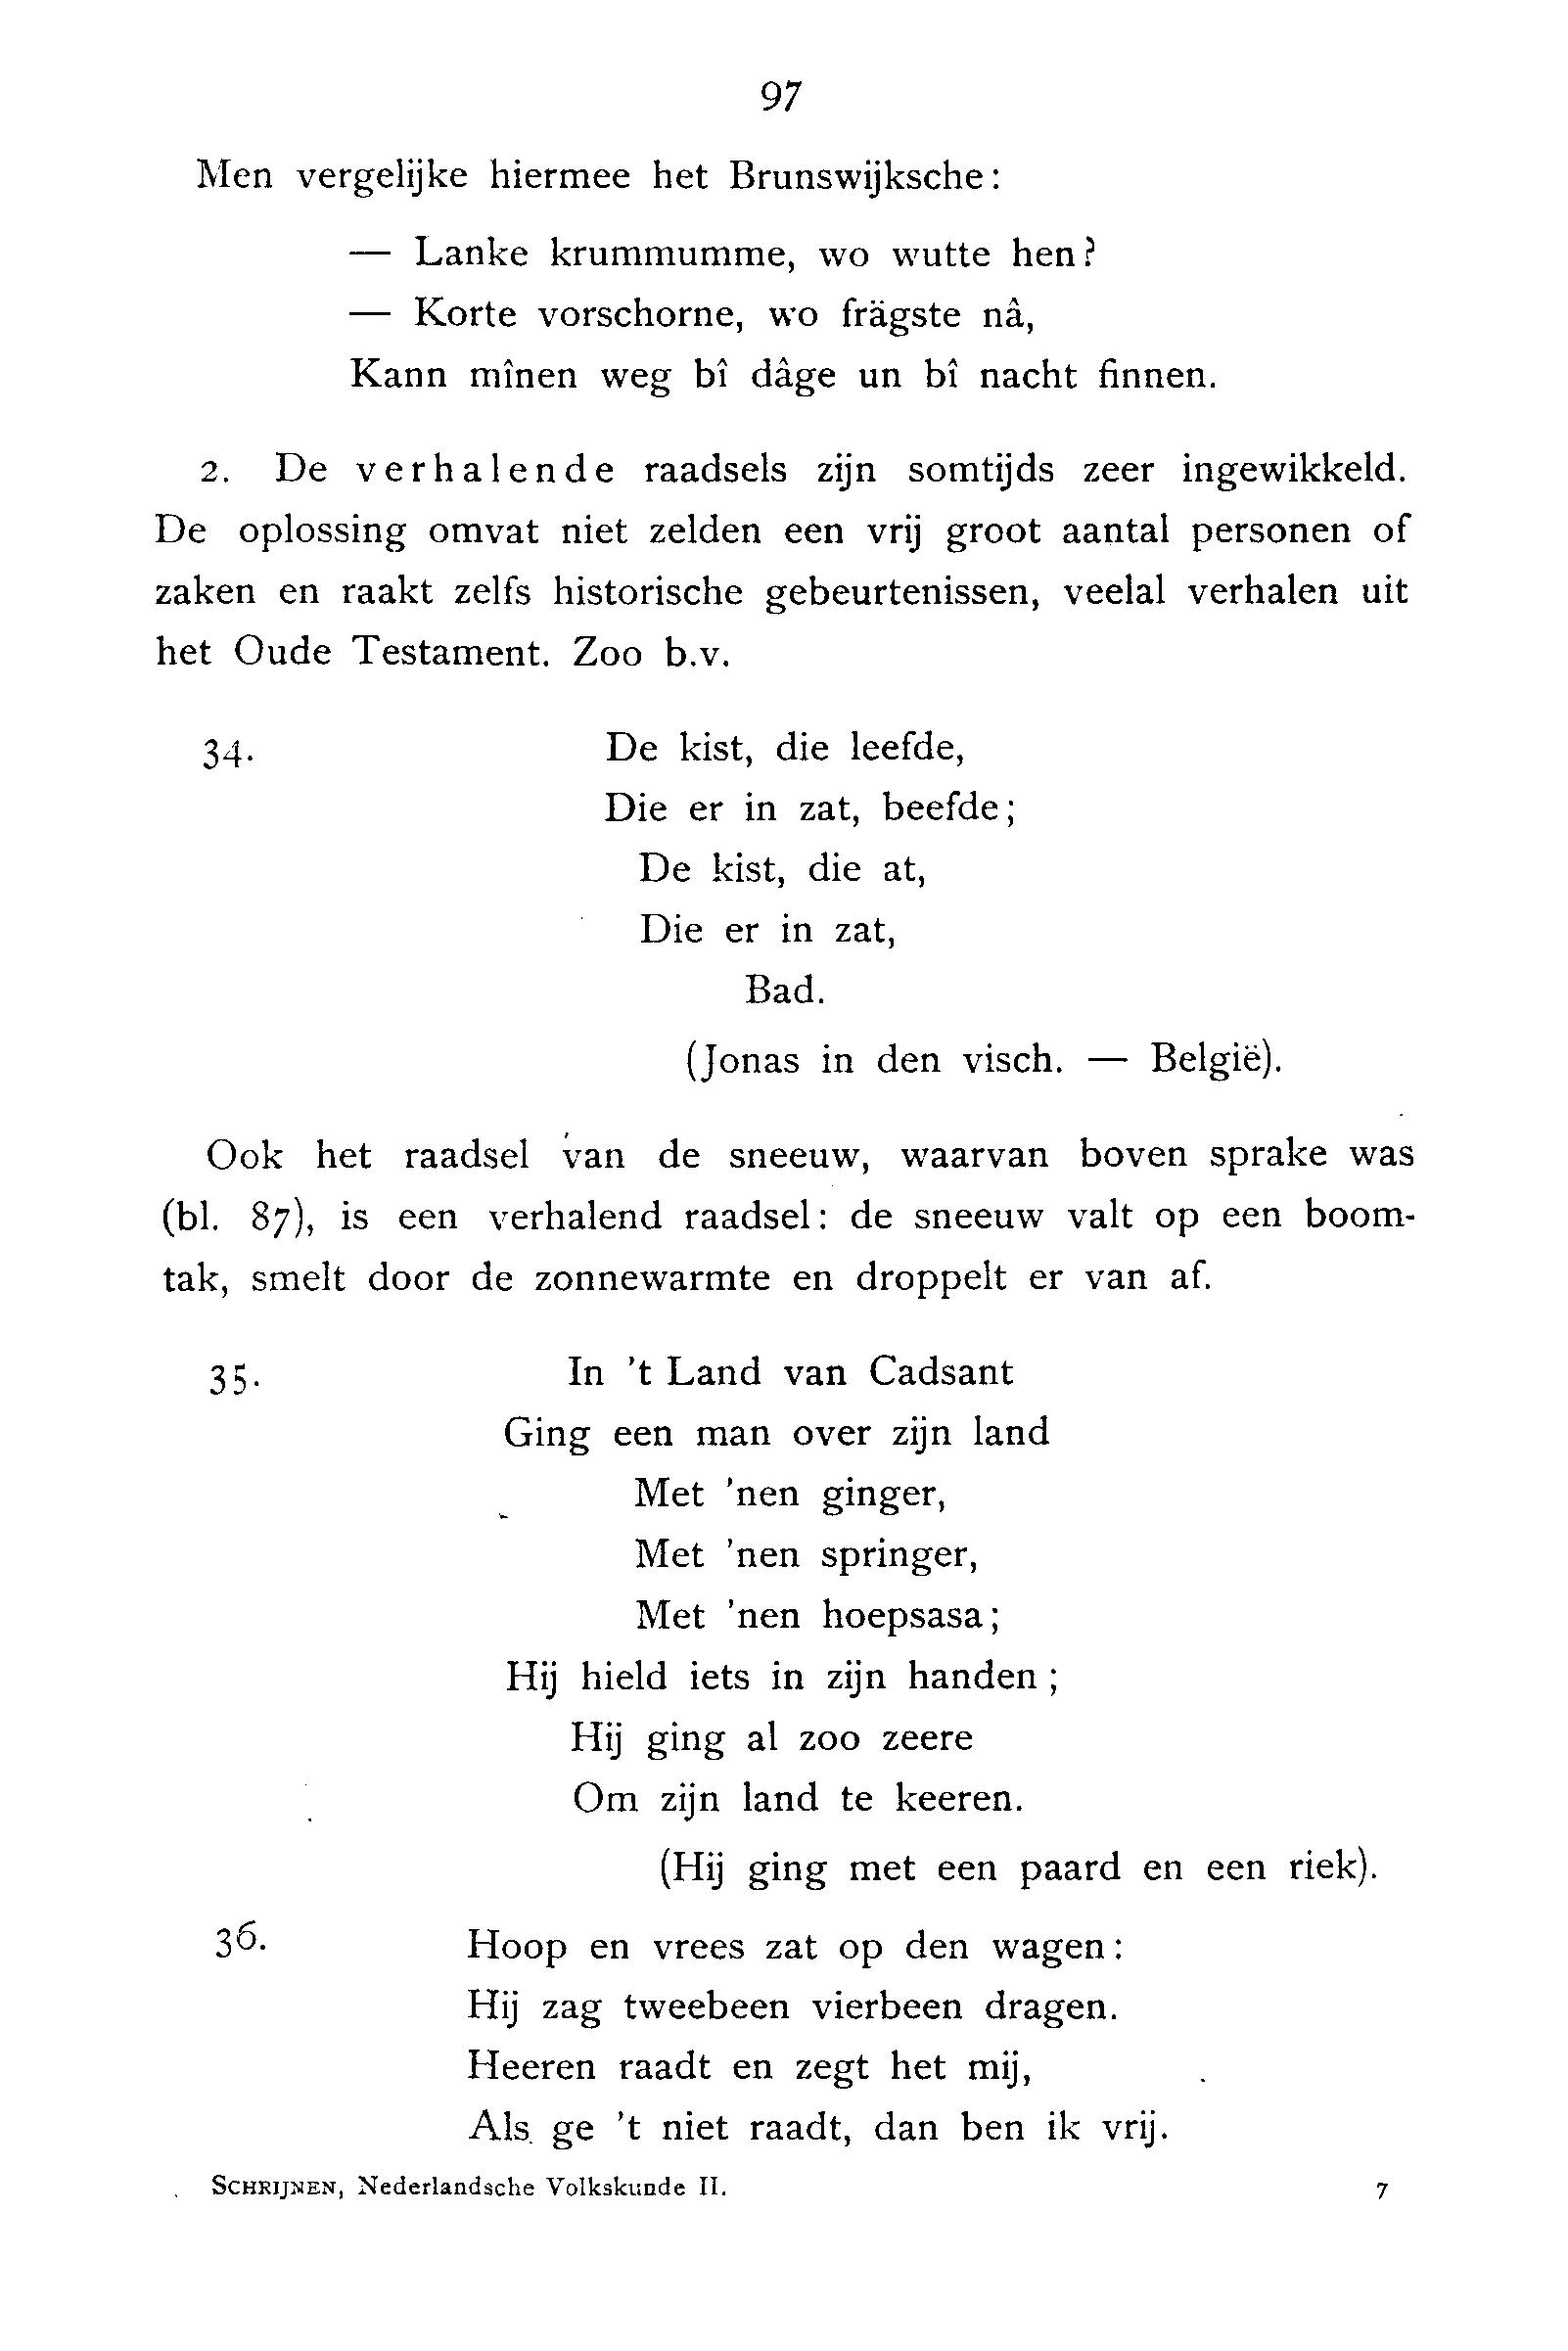 97
Men vergelijke hiermee het Brunswijksche:
— Lanke krummumme, wo wutte hen?
— Korte vorschorne, wo frägste nâ,
Kann mînen weg bî dâge un bî nacht finnen.
2. De verhalende raadsels zijn somtijds zeer ingewikkeld.
De oplossing omvat niet zelden een vrij groot aantal personen of
zaken en raakt zelfs historische gebeurtenissen, veelal verhalen uit
het Oude Testament. Zoo b.v.
34. De kist, die leefde,
Die er in zat, beefde;
De kist, die at,
Die er in zat,
Bad.
(Jonas in den visch. — België).
Ook het raadsel van de sneeuw, waarvan boven sprake was
(bl. 87), is een verhalend raadsel: de sneeuw valt op een boom-
tak, smelt door de zonnewarmte en droppelt er van af.
35. In 't Land van Cadsant
Ging een man over zijn land
Met 'nen ginger,
Met 'nen springer,
Met 'nen hoepsasa;
Hij hield iets in zijn handen;
Hij ging al zoo zeere
Om zijn land te keeren.
(Hij ging met een paard en een riek).
36. Hoop en vrees zat op den wagen:
Hij zag tweebeen vierbeen dragen.
Heeren raadt en zegt het mij,
Als ge 't niet raadt, dan ben ik vrij.
SCHRIJNEN, Nederlandsche Volkskunde II. 7